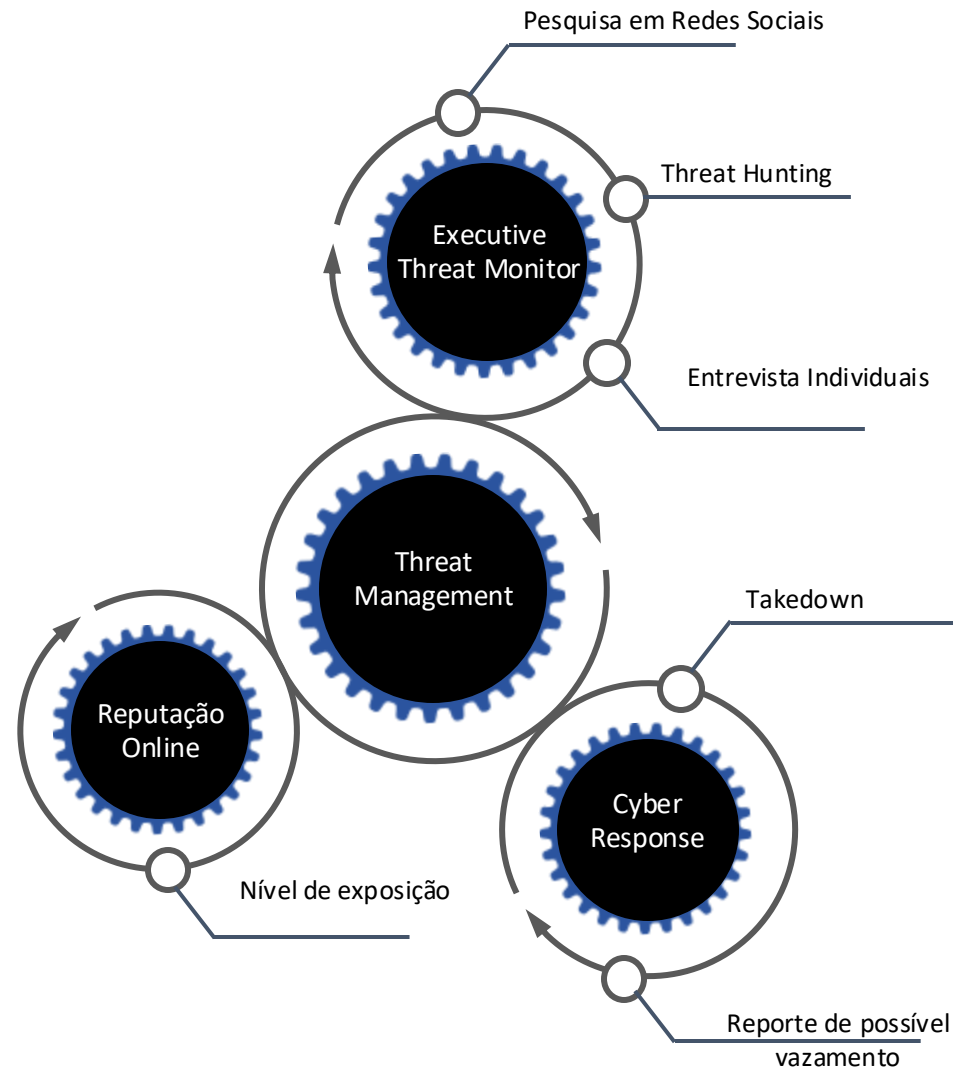 Pesquisa em Redes Sociais
Threat Hunting
Executive
Threat Monitor
Entrevista Individuais
Threat
Management
Takedown
Reputação
Online
Cyber
Response
Nível de exposição
Reporte de possível
vazamento